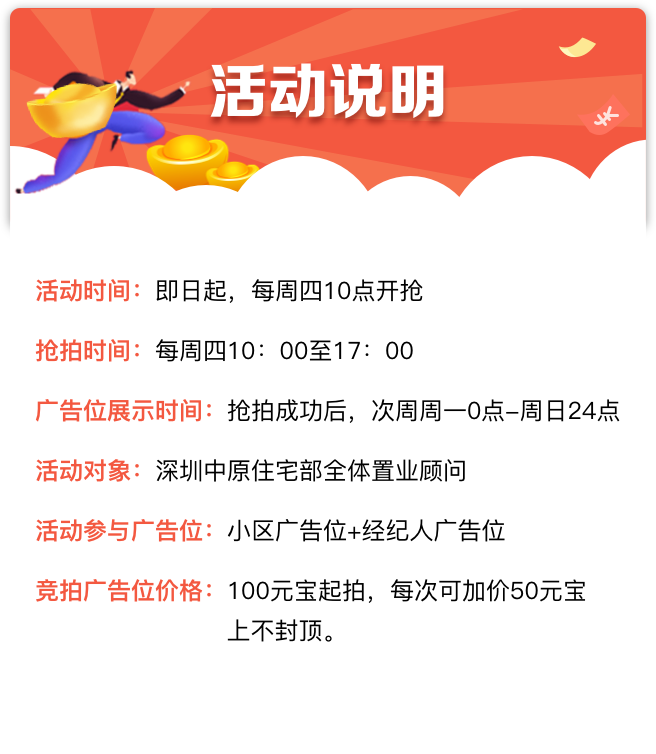 活动说明
活动时间：即日起，每周四10点开抢
抢拍时间：每周四10：00至17：00
广告位展示时间：抢拍成功后，次周周一0点-周日24点
活动对象：深圳中原住宅部全体置业顾问
活动参与广告位：小区广告位+经纪人广告位
竞拍广告位价格：100元宝起拍，每次可加价50元宝
上不封顶。